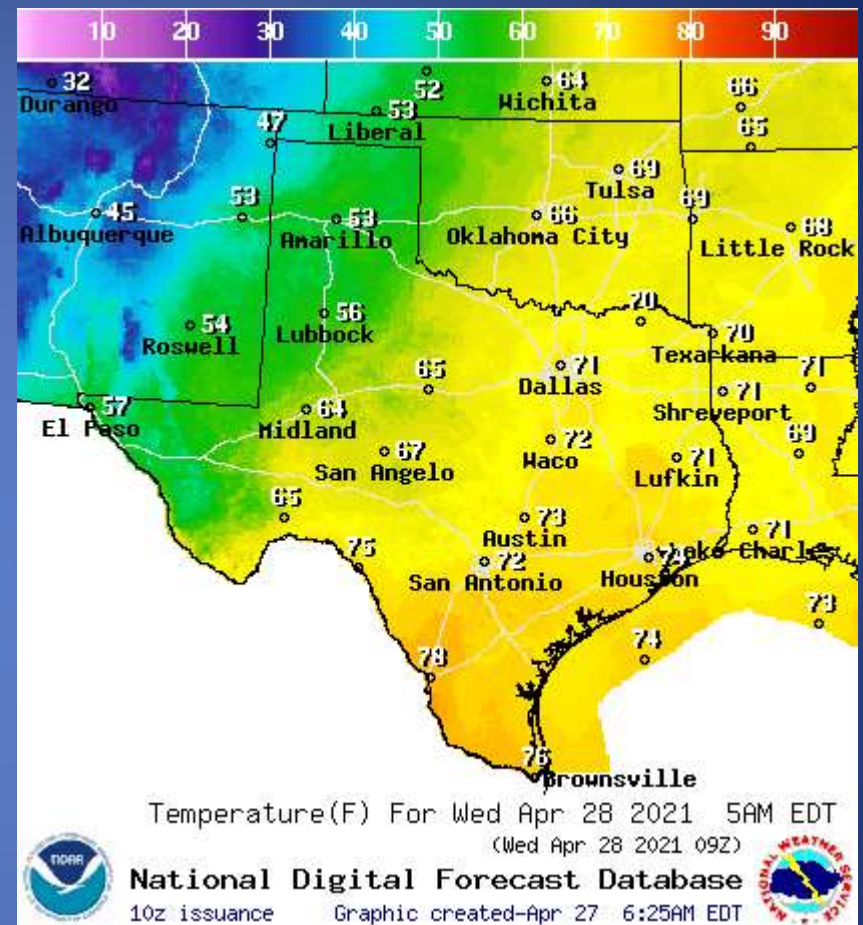 10 20 30 40 50 60 70 80 90
32
Durango
52
64
Wichita
66
53
Liberal
47
65
69
Tulsa
45
Albuquerque
53
53
Amarillo
66
Oklahoma City
69
68
Little Rock
54
Roswell
56
Lubbock
70
70
Texarkana
65
71
Dallas
71
71
Shreveport
57
El Paso
64
Midland
67
San Angelo
72
Waco
71
Lufkin
69
65
73
Austin
71
Lake Charles
75
72
San Antonio
Houston
73
74
78
76
Brownsville
Temperature(F) For Wed Apr 28 2021 5AM EDT
(Wed Apr 28 2021 09Z)
NOAA
National Digital Forecast Database
10z issuance Graphic created-Apr 27 6:25AM EDT
NATIONAL WEATHER SERVICE